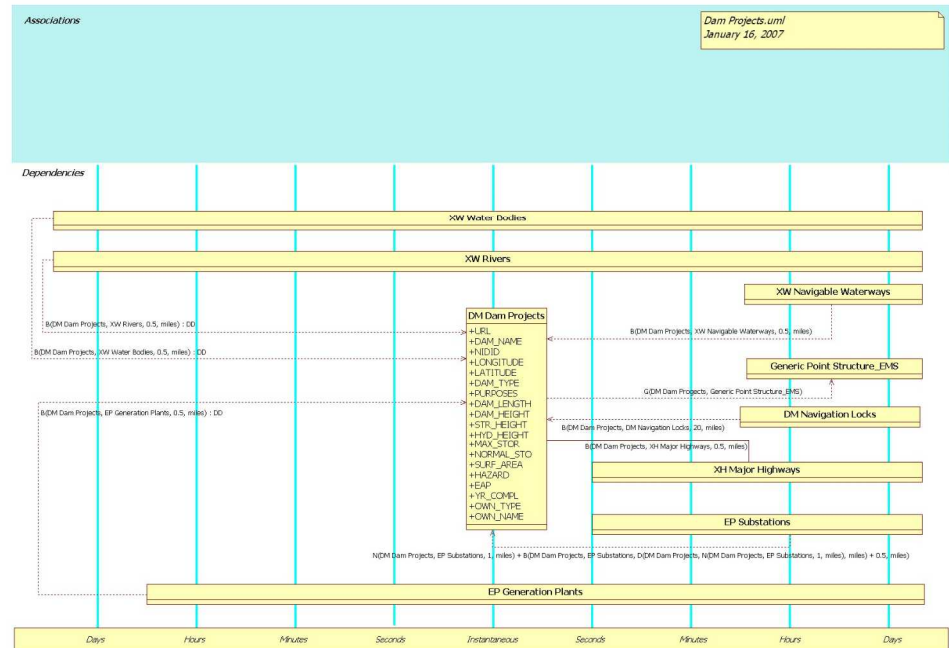 Associations
Dam Projects.uml
January 16, 2007
Dependencies
XW Water Bodies
XW Rivers
XW Navigable Waterways
DM Dam Projects
B(DM Dam Projects, XW Rivers, 0.5, miles) : DD
+URL
B(DM Dam Projects, XW Navigable Waterways, 0.5, miles)
+DAM_NAME
+NIDID
B(DM Dam Projects, XW Water Bodies, 0.5, miles) : DD
+LONGITUDE
+LATITUDE
Generic Point Structure_EMS
+DAM_TYPE
+PURPOSES
G(DM Dam Projects, Generic Point Structure_EMS)
+DAM_LENGTH
B(DM Dam Projects, EP Generation Plants, 0.5, miles) : DD
+DAM_HEIGHT
DM Navigation Locks
+STR_HEIGHT
B(DM Dam Projects, DM Navigation Locks, 20, miles)
+HYD_HEIGHT
+MAX_STOR
B(DM Dam Projects, XH Major Highways, 0.5, miles)
+NORMAL_STO
+SURF_AREA
XH Major Highways
+HAZARD
+EAP
+YR_COMPL
+OWN_TYPE
+OWN_NAME
EP Substations
N(DM Dam Projects, EP Substations, 1, miles) + B(DM Dam Projects, EP Substations, D(DM Dam Projects, N(DM Dam Projects, EP Substations, 1, miles), miles) + 0.5, miles)
EP Generation Plants
Days Hours Minutes Seconds Instantaneous Seconds Minutes Hours Days